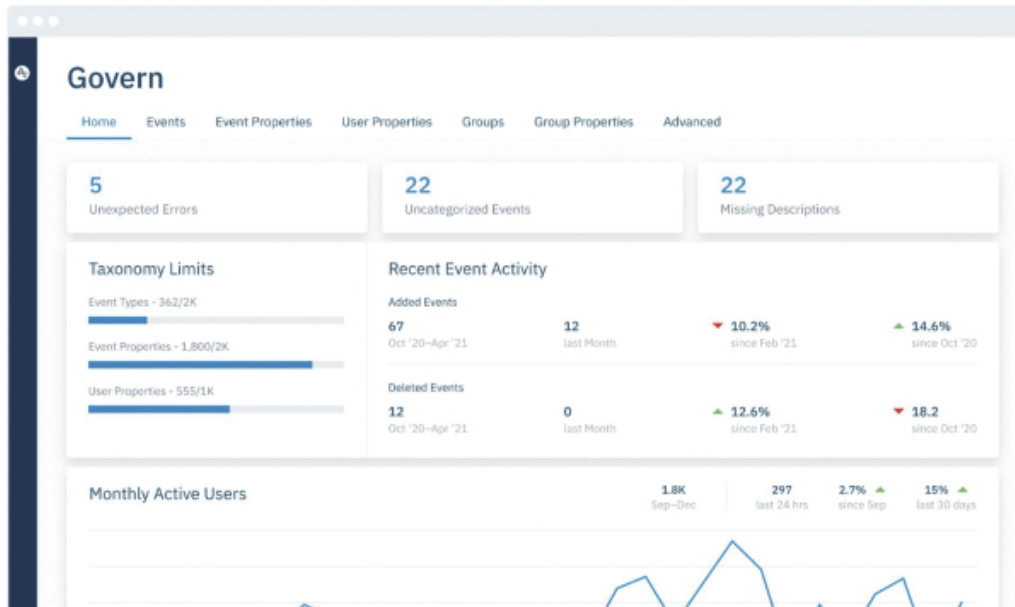 Govern
Home Events Event Properties User Properties Groups Group Properties Advanced
5
Unexpected Errors
22
Uncategorized Events
22
Missing Descriptions
Taxonomy Limits
Event Types - 362/2K
Event Properties - 1,800/2K
User Properties - 555/1K
Recent Event Activity
Added Events
67 12 10.2% 14.6%
Oct '20–Apr '21 last Month since Feb '21 since Oct '20
Deleted Events
12 0 12.6% 18.2
Oct '20–Apr '21 last Month since Feb '21 since Oct '20
Monthly Active Users
1.8K 297 2.7% 15%
Sep–Dec last 24 hrs since Sep last 30 days